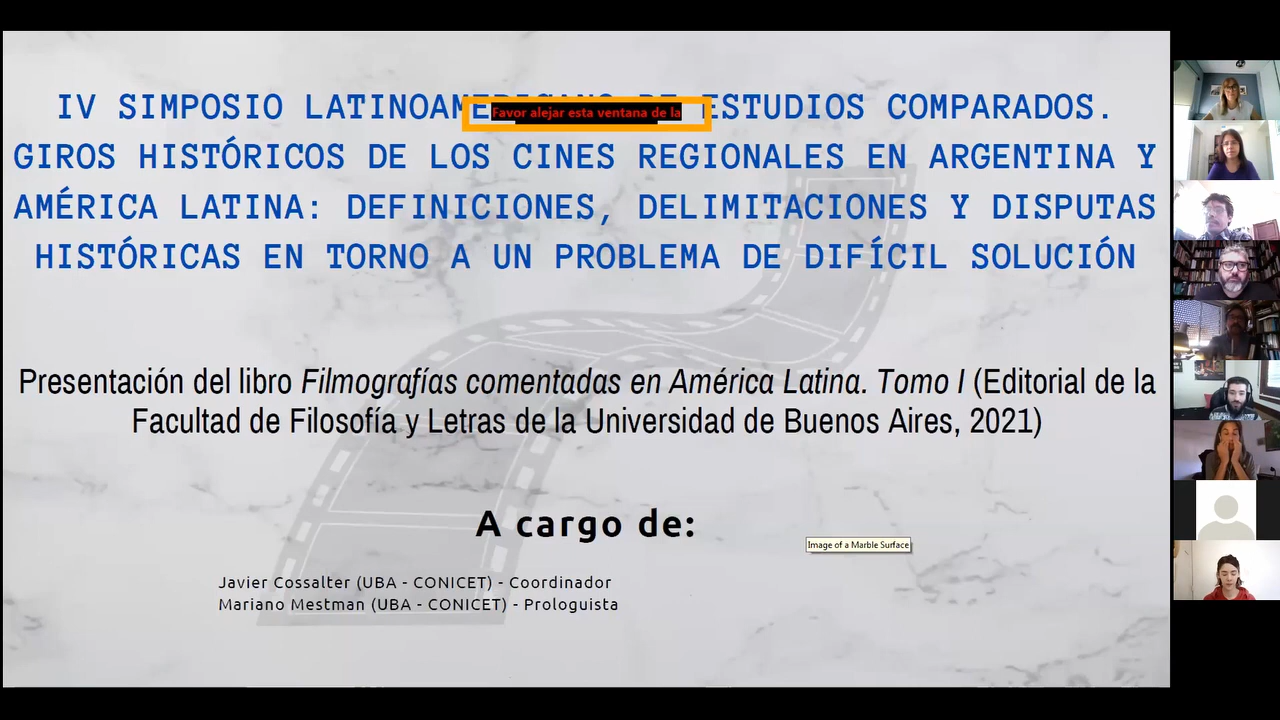 IV SIMPOSIO LATINOAMERICANO DE ESTUDIOS COMPARADOS.
Favor alejar esta ventana de la
GIROS HISTÓRICOS DE LOS CINES REGIONALES EN ARGENTINA Y
AMÉRICA LATINA: DEFINICIONES, DELIMITACIONES Y DISPUTAS
HISTÓRICAS EN TORNO A UN PROBLEMA DE DIFÍCIL SOLUCIÓN
Presentación del libro Filmografías comentadas en América Latina. Tomo I (Editorial de la
Facultad de Filosofía y Letras de la Universidad de Buenos Aires, 2021)
A cargo de:
Image of a Marble Surface
Javier Cossalter (UBA - CONICET) - Coordinador
Mariano Mestman (UBA - CONICET) - Prologuista